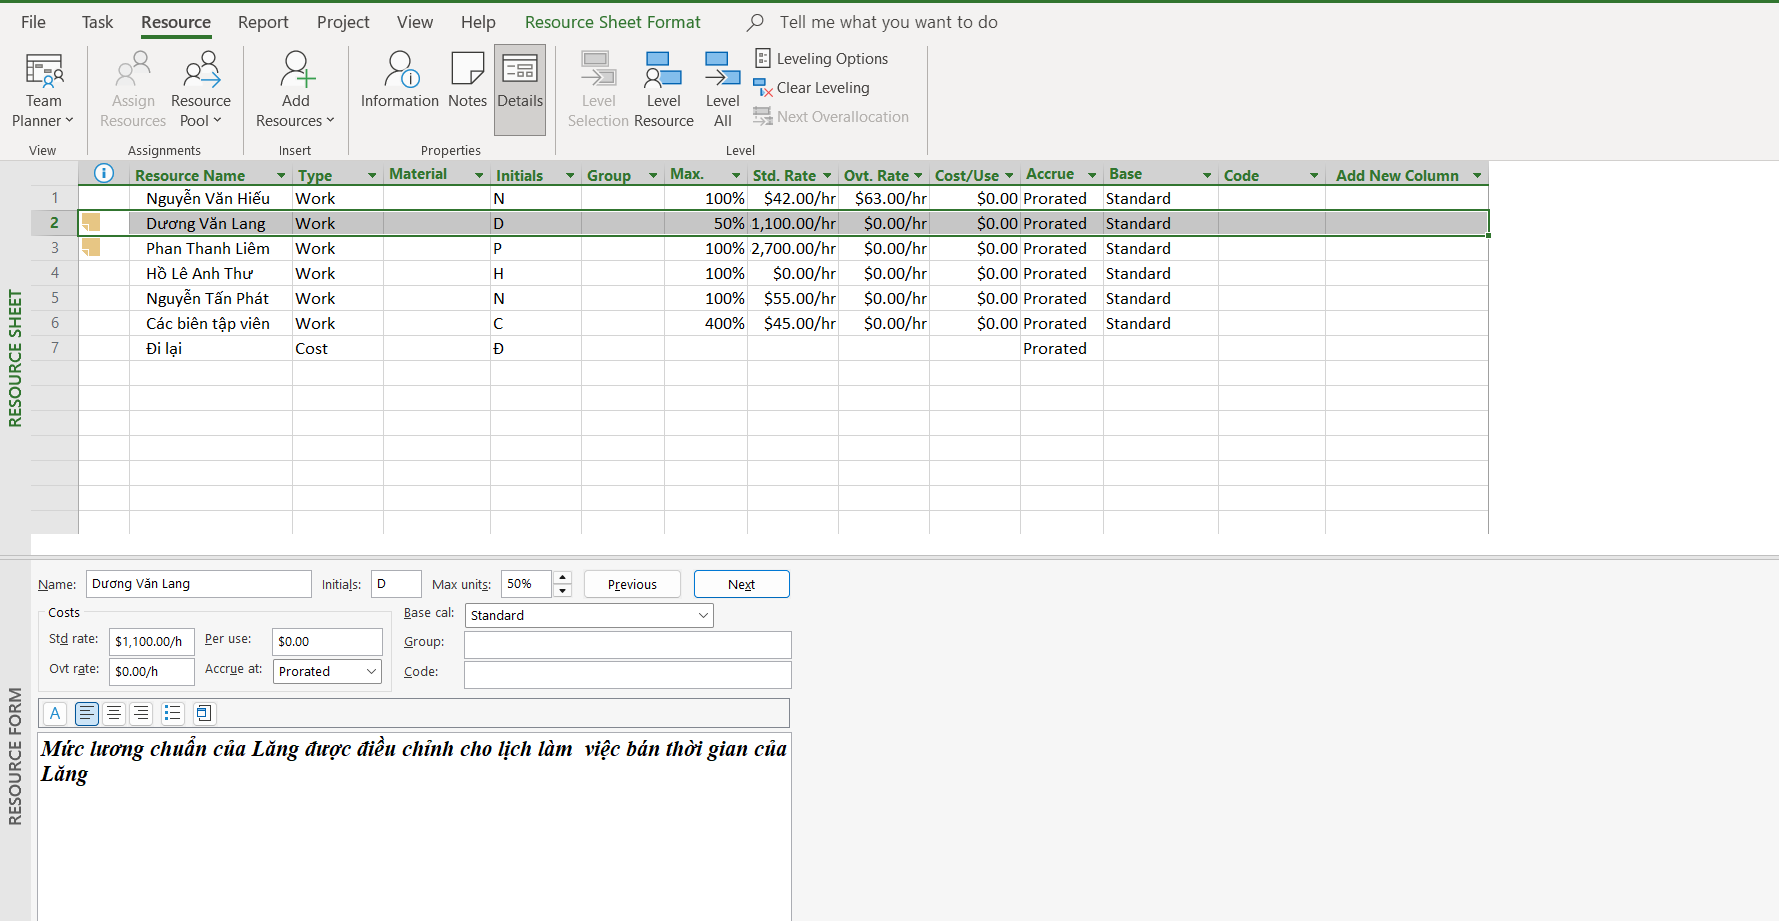 File Task Resource Report Project View Help Resource Sheet Format Tell me what you want to do
Team Planner Assign Resources Resource Pool Add Resources Information Notes Details Level Selection Level Resource Level All
Leveling Options
Clear Leveling
Next Overallocation
View Assignments Insert Properties Level
RESOURCE SHEET
Resource Name Type Material Initials Group Max. Std. Rate Ovt. Rate Cost/Use Accrue Base Code Add New Column
1 Nguyễn Văn Hiếu Work N 100% $42.00/hr $63.00/hr $0.00 Prorated Standard
2 Dương Văn Lang Work D 50% 1,100.00/hr $0.00/hr $0.00 Prorated Standard
3 Phan Thanh Liêm Work P 100% 2,700.00/hr $0.00/hr $0.00 Prorated Standard
4 Hồ Lê Anh Thư Work H 100% $0.00/hr $0.00/hr $0.00 Prorated Standard
5 Nguyễn Tấn Phát Work N 100% $55.00/hr $0.00/hr $0.00 Prorated Standard
6 Các biên tập viên Work C 400% $45.00/hr $0.00/hr $0.00 Prorated Standard
7 Đi lại Cost Đ Prorated
RESOURCE FORM
Name: Dương Văn Lang Initials: D Max units: 50% Previous Next
Costs Base cal: Standard
Std rate: $1,100.00/h Per use: $0.00 Group:
Ovt rate: $0.00/h Accrue at: Prorated Code:
A
Mức lương chuẩn của Lăng được điều chỉnh cho lịch làm  việc bán thời gian của
Lăng